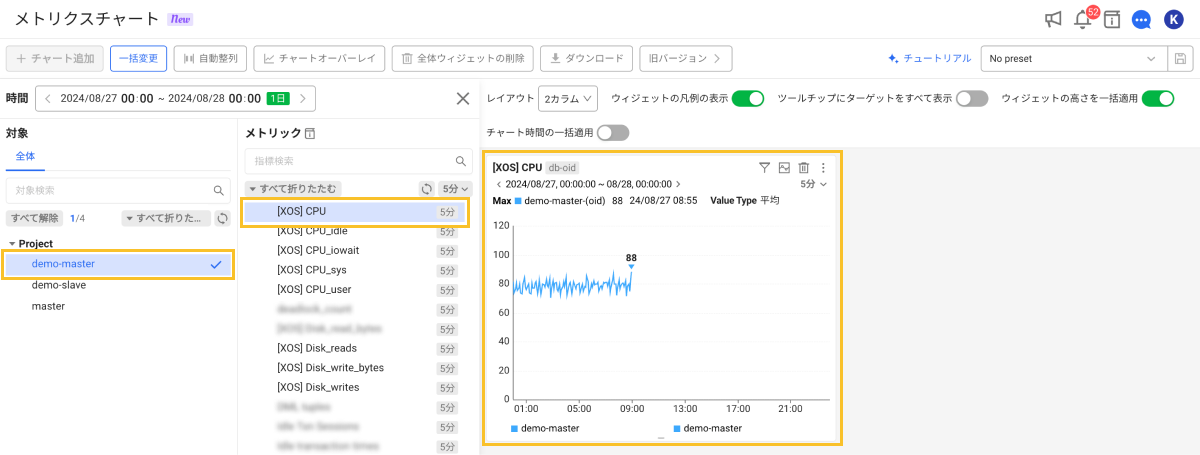 メトリクスチャート New
52
K
＋ チャート追加
一括変更
自動整列
チャートオーバーレイ
全体ウィジェットの削除
ダウンロード
旧バージョン
チュートリアル
No preset
時間
2024/08/27 00:00 ~ 2024/08/28 00:00 1日
対象
全体
対象検索
すべて解除 1/4 すべて折りた...
Project
demo-master
demo-slave
master
メトリック
指標検索
すべて折りたたむ 5分
[XOS] CPU 5分
[XOS] CPU_idle 5分
[XOS] CPU_iowait 5分
[XOS] CPU_sys 5分
[XOS] CPU_user 5分
5分
5分
[XOS] Disk_reads 5分
[XOS] Disk_write_bytes 5分
[XOS] Disk_writes 5分
5分
5分
5分
レイアウト 2カラム ウィジェットの凡例の表示 ツールチップにターゲットをすべて表示 ウィジェットの高さを一括適用
チャート時間の一括適用
[XOS] CPU db-oid
2024/08/27, 00:00:00 ~ 08/28, 00:00:00 5分
Max demo-master-(oid) 88 24/08/27 08:55 Value Type 平均
120
100
80
60
40
20
0
88
01:00 05:00 09:00 13:00 17:00 21:00
demo-master demo-master